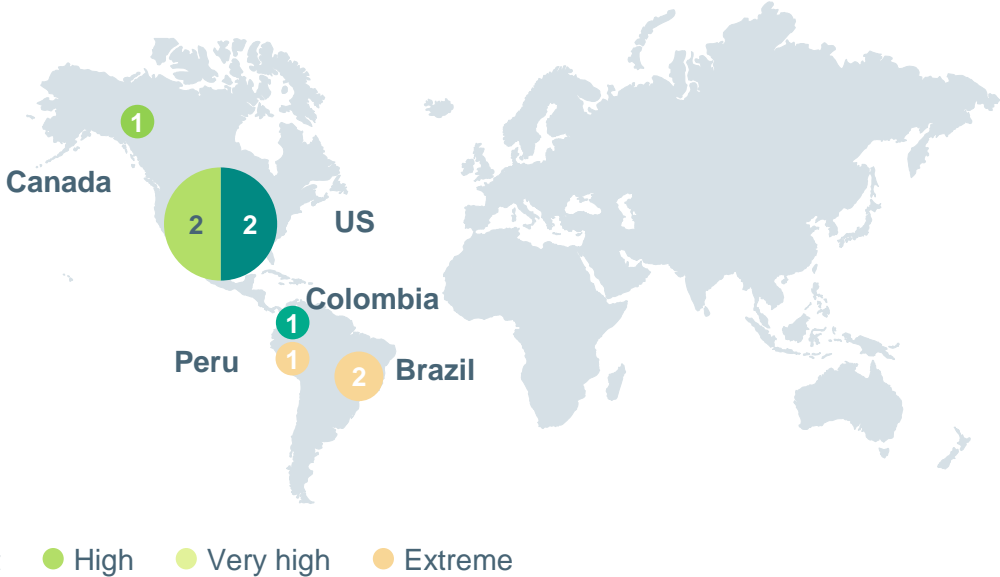 1
Canada
2 2 US
Colombia
1
Peru 1 2 Brazil
High Very high Extreme